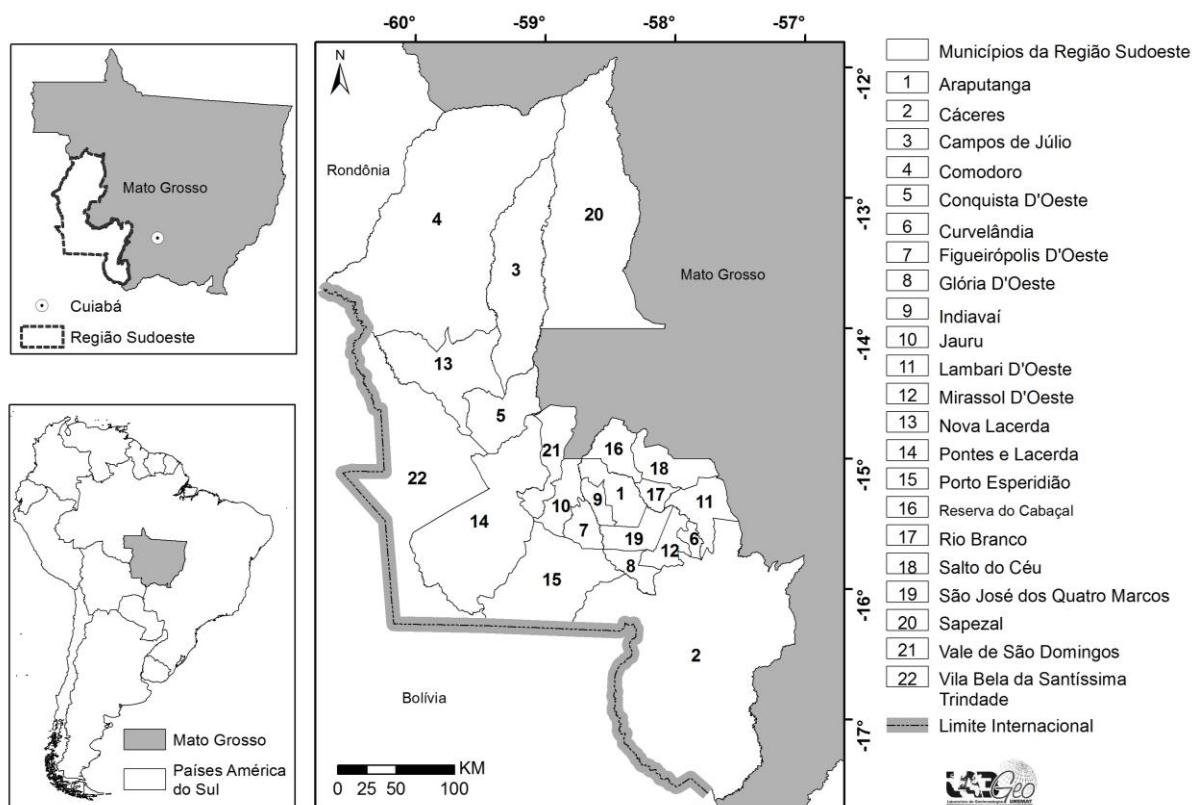 Mato Grosso
Cuiabá
Região Sudoeste
Mato Grosso
Países América
do Sul
-60°
-59°
-58°
-57°
N
Rondônia
4
20
3
Mato Grosso
13
5
21
16
18
22
10
9
1
17
11
14
7
19
6
12
8
15
2
Bolívia
KM
0 25 50 100
-12°
-13°
-14°
-15°
-16°
-17°
Municípios da Região Sudoeste
1 Araputanga
2 Cáceres
3 Campos de Júlio
4 Comodoro
5 Conquista D'Oeste
6 Curvelândia
7 Figueirópolis D'Oeste
8 Glória D'Oeste
9 Indiavaí
10 Jauru
11 Lambari D'Oeste
12 Mirassol D'Oeste
13 Nova Lacerda
14 Pontes e Lacerda
15 Porto Esperidião
16 Reserva do Cabaçal
17 Rio Branco
18 Salto do Céu
19 São José dos Quatro Marcos
20 Sapezal
21 Vale de São Domingos
22 Vila Bela da Santíssima
Trindade
Limite Internacional
LABGeo
UNEMAT